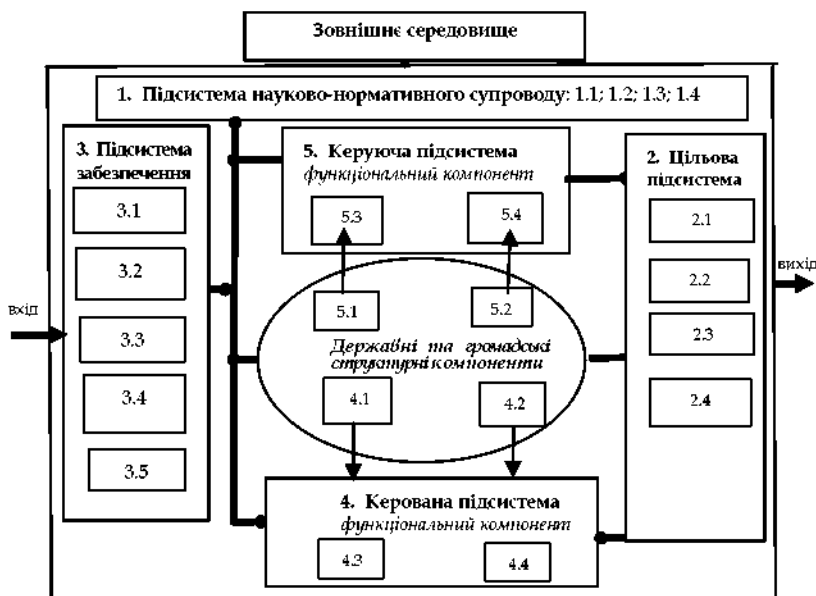 Зовнішнє середовище
1. Підсистема науково-нормативного супроводу: 1.1; 1.2; 1.3; 1.4
3. Підсистема
забезпечення
3.1
3.2
3.3
3.4
3.5
вхід
5. Керуюча підсистема
функціональний компонент
5.3
5.4
5.1
5.2
Державні та громадські
структурні компоненти
4.1
4.2
4. Керована підсистема
функціональний компонент
4.3
4.4
2. Цільова
підсистема
2.1
2.2
2.3
2.4
вихід